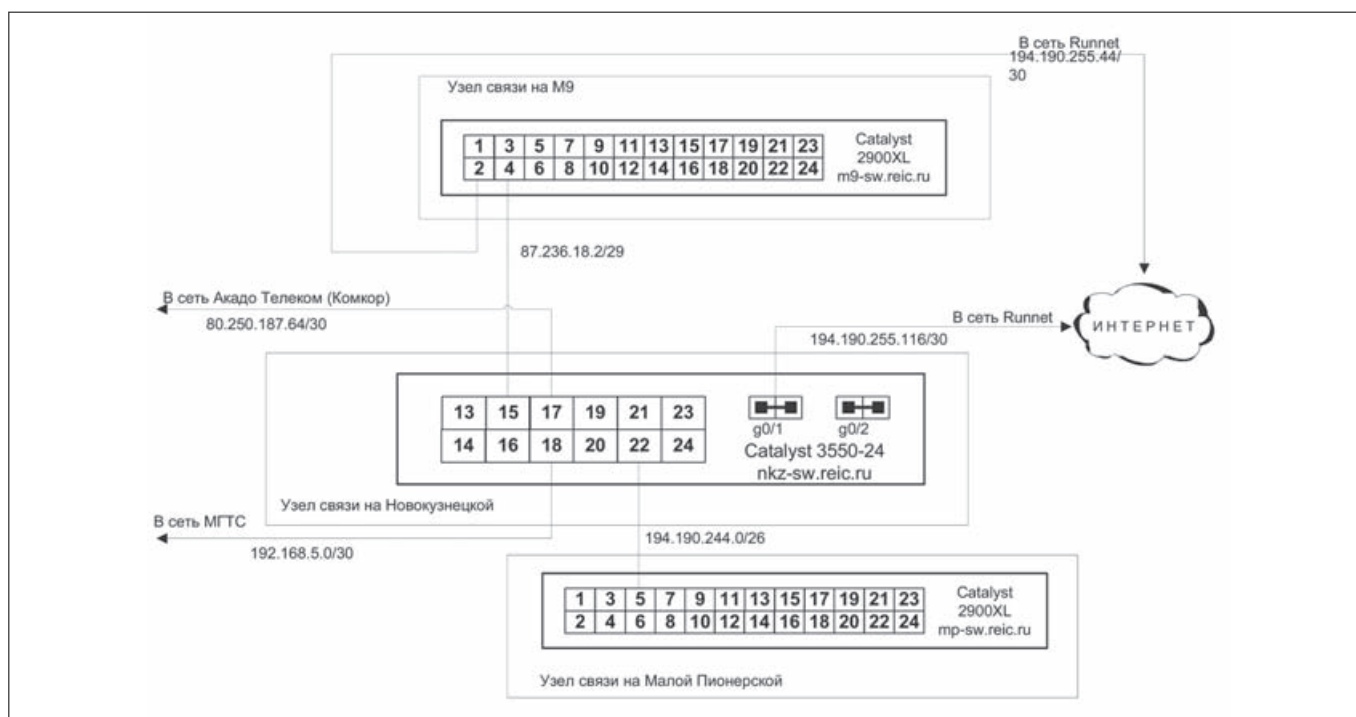 В сеть Runnet
194.190.255.44/
30
Узел связи на М9
1 3 5 7 9 11 13 15 17 19 21 23
2 4 6 8 10 12 14 16 18 20 22 24
Catalyst
2900XL
m9-sw.reic.ru
87.236.18.2/29
В сеть Акадо Телеком (Комкор)
80.250.187.64/30
В сеть Runnet
194.190.255.116/30
ИНТЕРНЕТ
13 15 17 19 21 23
14 16 18 20 22 24
g0/1 g0/2
Catalyst 3550-24
nkz-sw.reic.ru
Узел связи на Новокузнецкой
В сеть МГТС
192.168.5.0/30
194.190.244.0/26
1 3 5 7 9 11 13 15 17 19 21 23
2 4 6 8 10 12 14 16 18 20 22 24
Catalyst
2900XL
mp-sw.reic.ru
Узел связи на Малой Пионерской